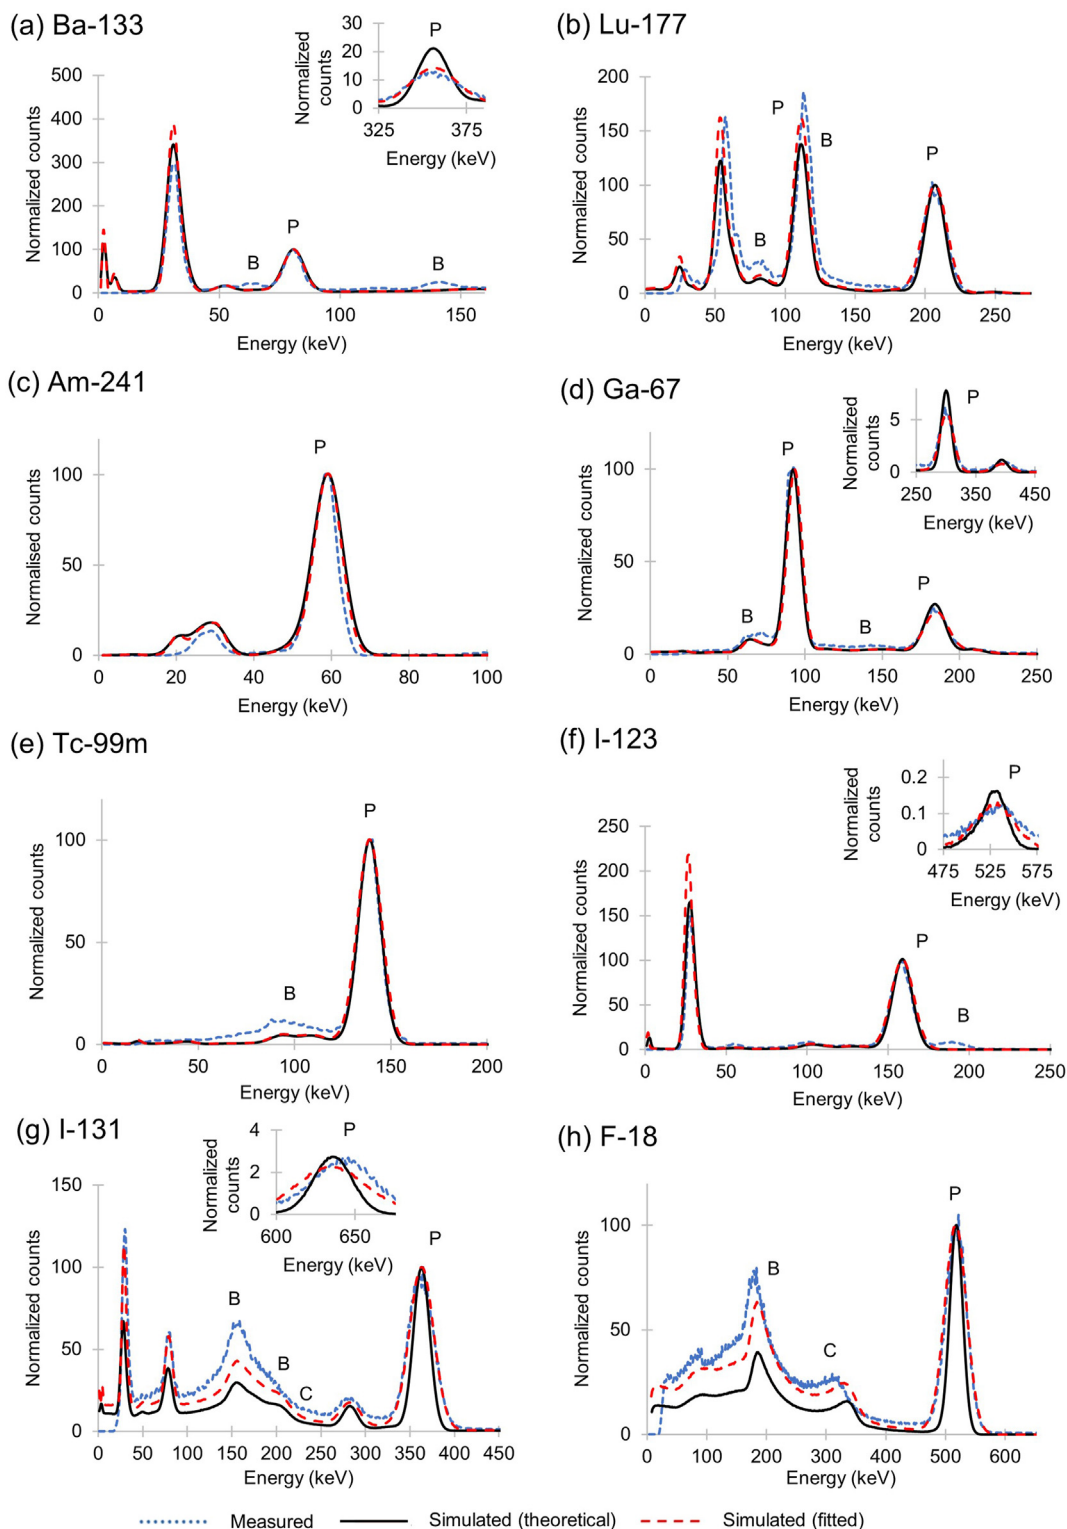 (a) Ba-133
Normalized counts
500
400
300
200
100
0
0
50
100
150
Energy (keV)
B
P
B
Normalized
counts
30
20
10
0
P
325
375
Energy (keV)
(b) Lu-177
Normalized counts
200
150
100
50
0
0
50
100
150
200
250
Energy (keV)
B
P
B
P
(c) Am-241
Normalised counts
100
50
0
0
20
40
60
80
100
Energy (keV)
P
(d) Ga-67
Normalized counts
100
50
0
0
50
100
150
200
250
Energy (keV)
B
P
B
P
Normalized
counts
5
0
P
250
350
450
Energy (keV)
(e) Tc-99m
Normalized counts
100
50
0
0
50
100
150
200
Energy (keV)
B
P
(f) I-123
Normalized counts
250
200
150
100
50
0
0
50
100
150
200
250
Energy (keV)
P
B
Normalized
counts
0.2
0.1
0
P
475
525
575
Energy (keV)
(g) I-131
Normalized counts
150
100
50
0
0
50
100
150
200
250
300
350
400
450
Energy (keV)
B
B
C
P
Normalized
counts
4
2
0
P
600
650
Energy (keV)
(h) F-18
Normalized counts
100
50
0
0
100
200
300
400
500
600
Energy (keV)
B
C
P
Measured
Simulated (theoretical)
Simulated (fitted)